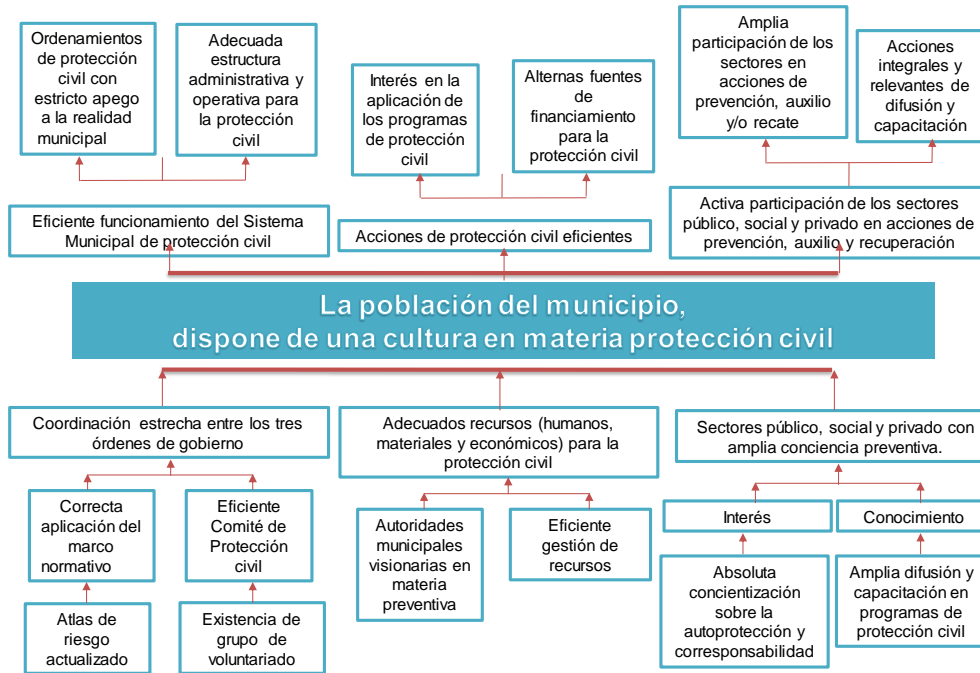 Ordenamientos
de protección
civil con
estricto apego
a la realidad
municipal
Adecuada
estructura
administrativa y
operativa para
la protección
civil
Interés en la
aplicación de
los programas
de protección
civil
Alternas fuentes
de
financiamiento
para la
protección civil
Amplia
participación de los
sectores en
acciones de
prevención, auxilio
y/o recate
Acciones
integrales y
relevantes de
difusión y
capacitación
Eficiente funcionamiento del Sistema
Municipal de protección civil
Acciones de protección civil eficientes
Activa participación de los sectores
público, social y privado en acciones de
prevención, auxilio y recuperación
La población del municipio,
dispone de una cultura en materia protección civil
Coordinación estrecha entre los tres
órdenes de gobierno
Adecuados recursos (humanos,
materiales y económicos) para la
protección civil
Sectores público, social y privado con
amplia conciencia preventiva.
Correcta
aplicación del
marco
normativo
Eficiente
Comité de
Protección
civil
Autoridades
municipales
visionarias en
materia
preventiva
Eficiente
gestión de
recursos
Interés
Conocimiento
Atlas de
riesgo
actualizado
Existencia de
grupo de
voluntariado
Absoluta
concientización
sobre la
autoprotección y
corresponsabilidad
Amplia difusión y
capacitación en
programas de
protección civil